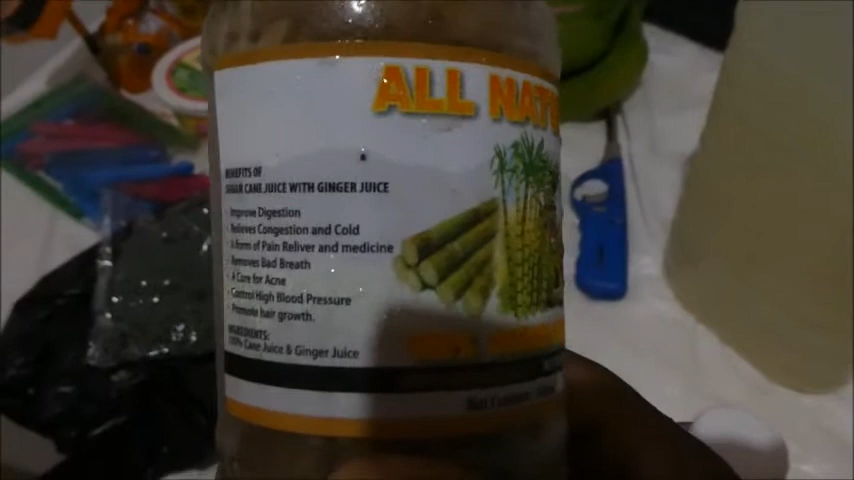 ALL NATU
BENEFITS OF
SUGAR CANE JUICE WITH GINGER JUICE
Improve Digestion
Relieves Congestion and Cold
A form of Pain Reliver and medicine
Removes Bad Breath
A Cure for Acne
Control High Blood Pressure
Promote hair growth.
INGREDIENTS:
100% Cane Juice & Ginger Juice